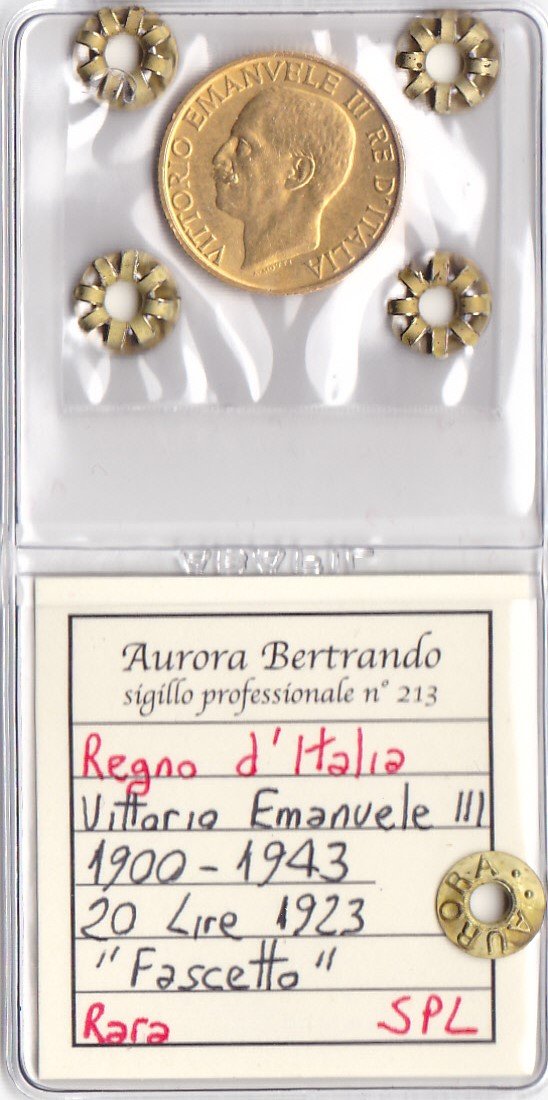 VITTORIO EMANVELE III RE D'ITALIA
Aurora Bertrando
sigillo professionale n° 213
Regno d'Italia
Vittorio Emanuele III
1900 - 1943
20 Lire 1923
"Fascetto"
Rara SPL
AURORA